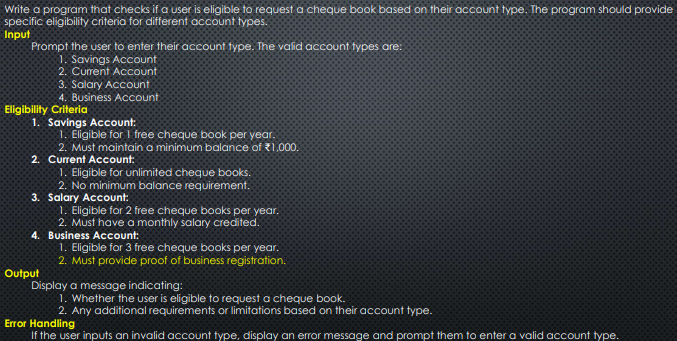 Write a program that checks if a user is eligible to request a cheque book based on their account type. The program should provide
specific eligibility criteria for different account types.
Input
Prompt the user to enter their account type. The valid account types are:
1. Savings Account
2. Current Account
3. Salary Account
4. Business Account
Eligibility Criteria
1. Savings Account:
1. Eligible for 1 free cheque book per year.
2. Must maintain a minimum balance of ₹1,000.
2. Current Account:
1. Eligible for unlimited cheque books.
2. No minimum balance requirement.
3. Salary Account:
1. Eligible for 2 free cheque books per year.
2. Must have a monthly salary credited.
4. Business Account:
1. Eligible for 3 free cheque books per year.
2. Must provide proof of business registration.
Output
Display a message indicating:
1. Whether the user is eligible to request a cheque book.
2. Any additional requirements or limitations based on their account type.
Error Handling
If the user inputs an invalid account type, display an error message and prompt them to enter a valid account type.